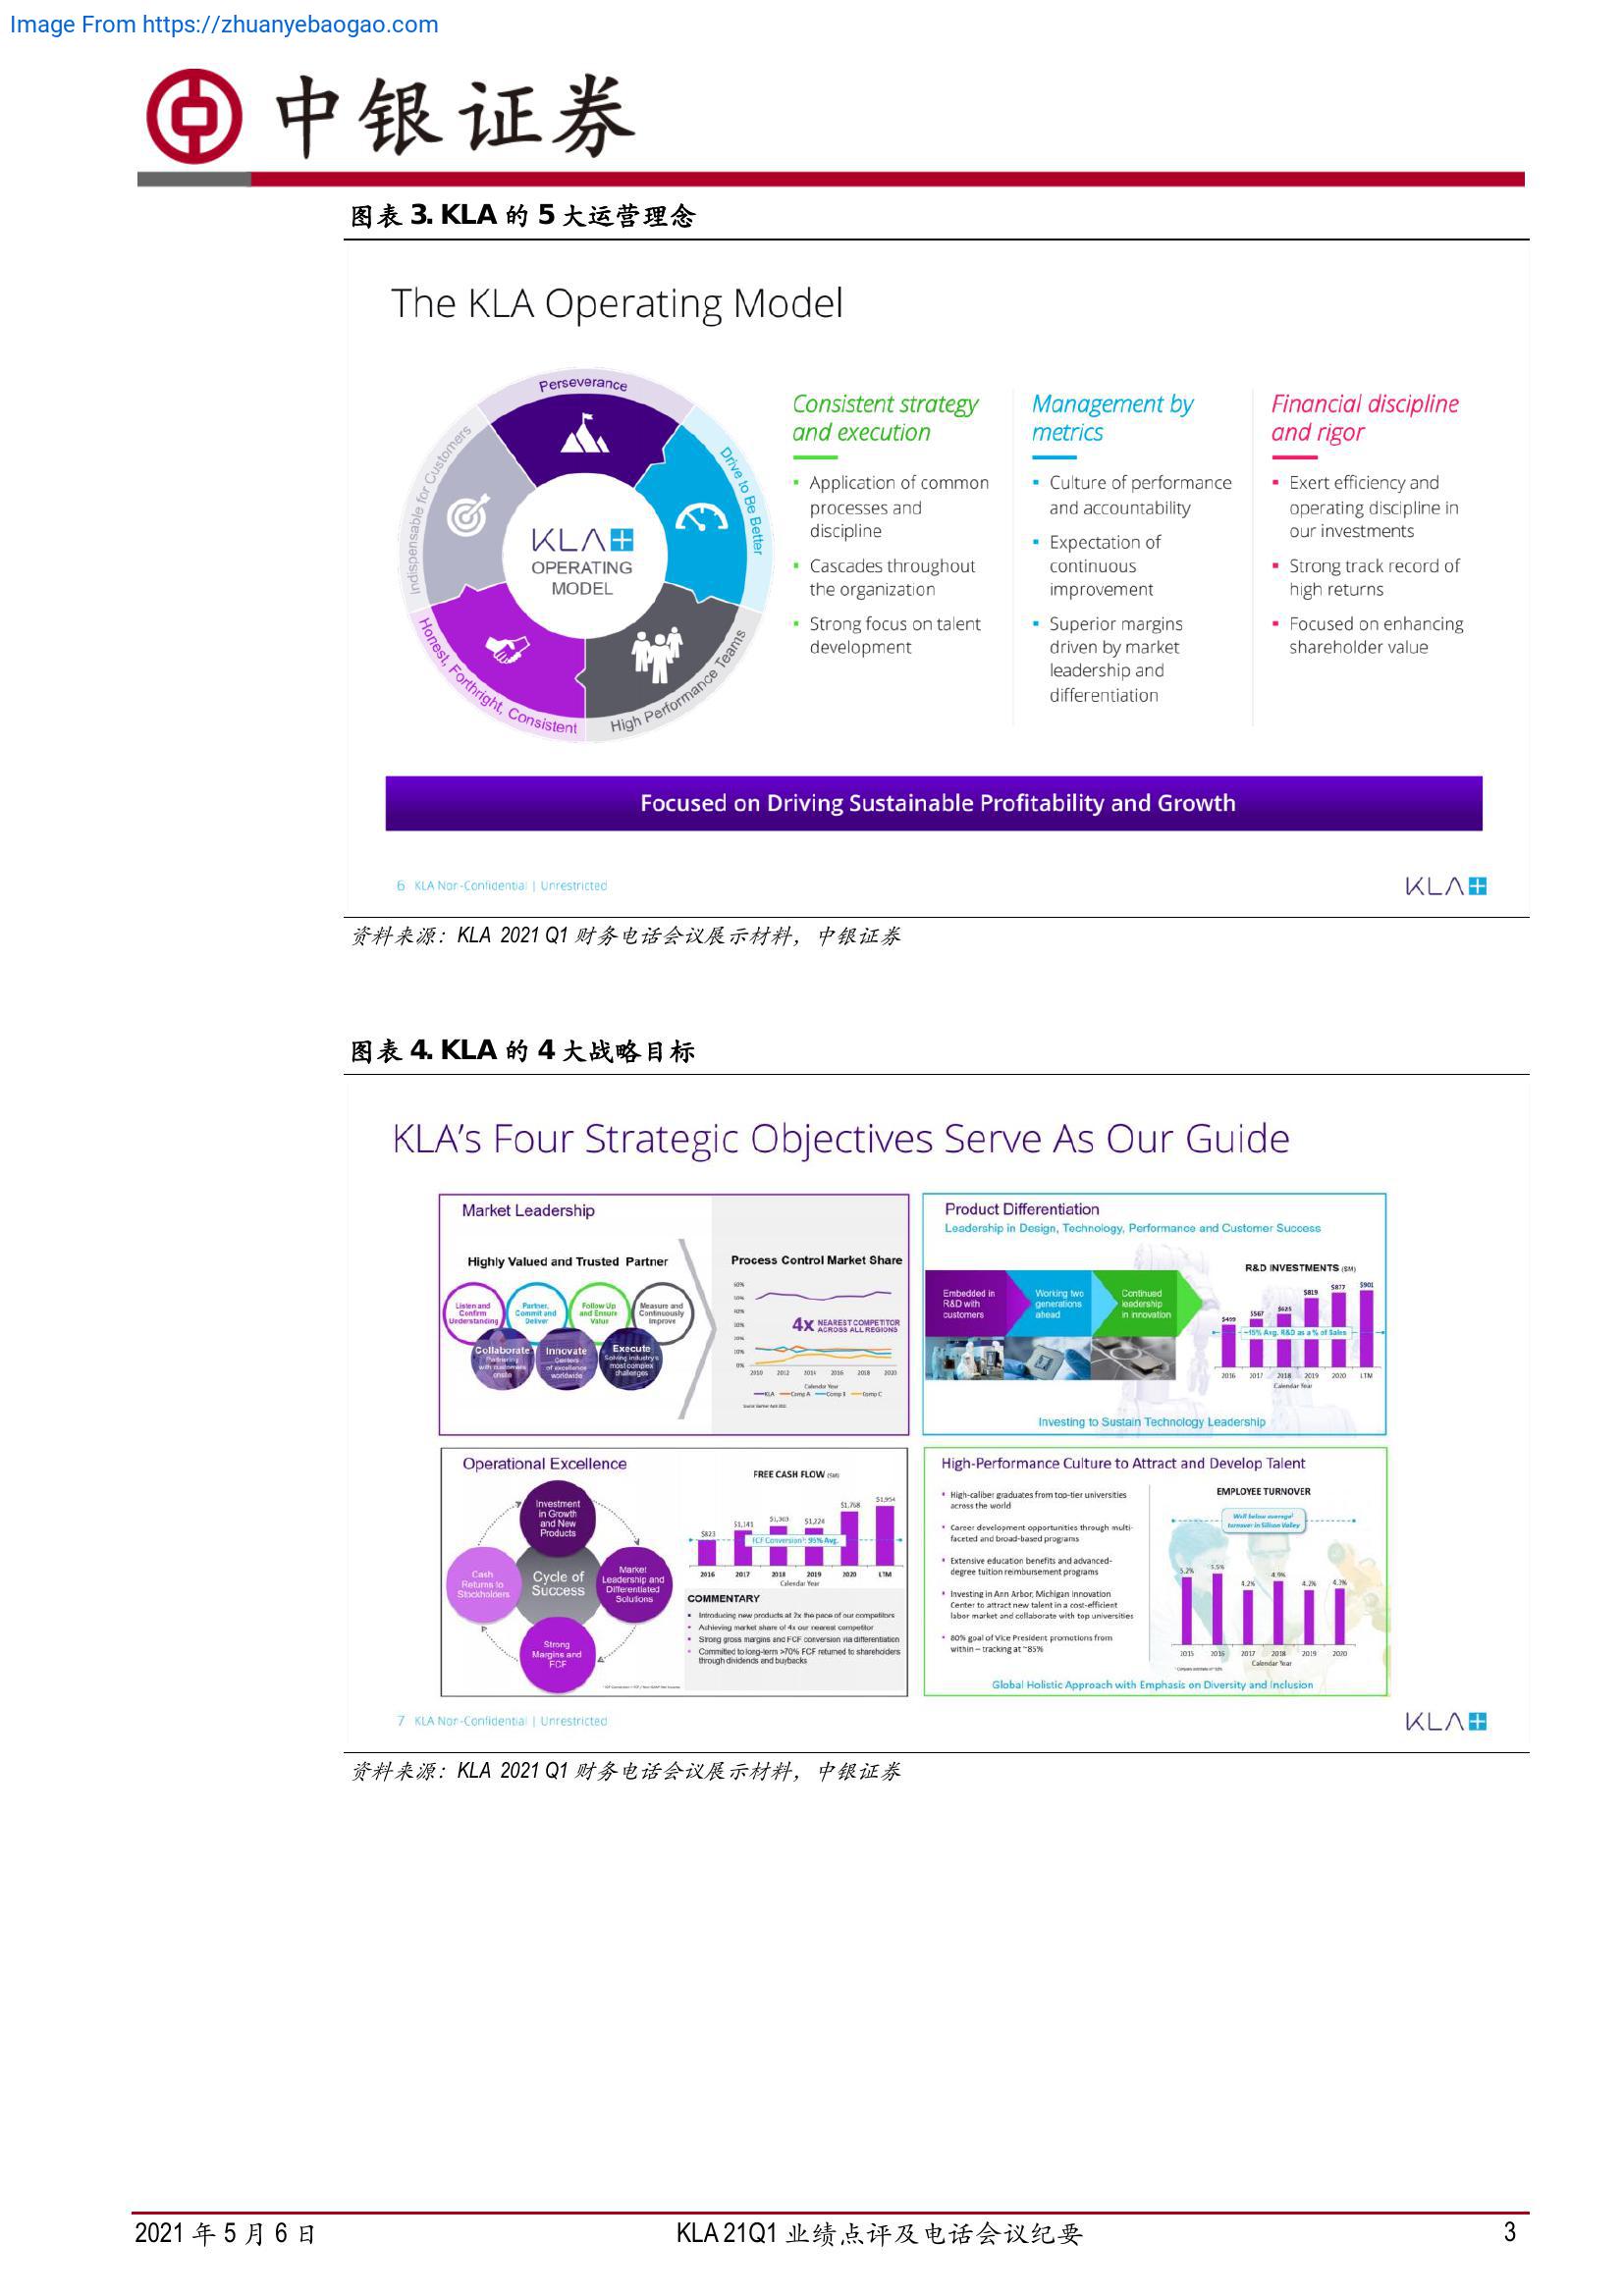 Image From https://zhuanyebaogao.com
中银证券
图表 3. KLA 的 5 大运营理念
The KLA Operating Model
Perseverance
Drive to Be Better
High Performance Teams
Honest, Forthright, Consistent
Indispensable for Customers
KLA
OPERATING
MODEL
Consistent strategy
and execution
Application of common
processes and
discipline
Cascades throughout
the organization
Strong focus on talent
development
Management by
metrics
Culture of performance
and accountability
Expectation of
continuous
improvement
Superior margins
driven by market
leadership and
differentiation
Financial discipline
and rigor
Exert efficiency and
operating discipline in
our investments
Strong track record of
high returns
Focused on enhancing
shareholder value
Focused on Driving Sustainable Profitability and Growth
6 KLA Non-Confidential | Unrestricted
KLA
资料来源：KLA 2021 Q1 财务电话会议展示材料，中银证券
图表 4. KLA 的 4 大战略目标
KLA's Four Strategic Objectives Serve As Our Guide
Market Leadership
Highly Valued and Trusted Partner
Listen and
Confirm
Understanding
Partner,
Commit and
Deliver
Follow Up
and Ensure
Value
Measure and
Continuously
Improve
Collaborate
Partnering
with customers
onsite
Innovate
Centers
of excellence
worldwide
Execute
Solving industry's
most complex
challenges
Process Control Market Share
4x NEAREST COMPETITOR
ACROSS ALL REGIONS
2010 2012 2014 2016 2018 2020
Calendar Year
KLA Comp A Comp B Comp C
Product Differentiation
Leadership in Design, Technology, Performance and Customer Success
Embedded in
R&D with
customers
Working two
generations
ahead
Continued
leadership
in innovation
R&D INVESTMENTS ($M)
$567 $625 $819 $877 $901
~15% Avg. R&D as a % of Sales
2016 2017 2018 2019 2020 LTM
Calendar Year
Investing to Sustain Technology Leadership
Operational Excellence
Investment
in Growth
and New
Products
Market
Leadership and
Differentiated
Solutions
Strong
Margins and
FCF
Cash
Returns to
Stockholders
Cycle of
Success
FREE CASH FLOW ($M)
$823 $1,141 $1,224 $1,768 $1,954
FCF Conversion¹: 95% Avg.
2016 2017 2018 2019 2020 LTM
Calendar Year
COMMENTARY
Introducing new products at 2x the pace of our competitors
Achieving market share of 4x our nearest competitor
Strong gross margins and FCF conversion via differentiation
Committed to long-term >70% FCF returned to shareholders
through dividends and buybacks
High-Performance Culture to Attract and Develop Talent
High-caliber graduates from top-tier universities
across the world
Career development opportunities through multi-
faceted and broad-based programs
Extensive education benefits and advanced-
degree tuition reimbursement programs
Investing in Ann Arbor, Michigan Innovation
Center to attract new talent in a cost-efficient
labor market and collaborate with top universities
80% goal of Vice President promotions from
within – tracking at ~85%
EMPLOYEE TURNOVER
Well below average¹
turnover in Silicon Valley
5.2% 5.5% 4.2% 4.9% 4.2% 4.3%
2015 2016 2017 2018 2019 2020
Calendar Year
Global Holistic Approach with Emphasis on Diversity and Inclusion
7 KLA Non-Confidential | Unrestricted
KLA
资料来源：KLA 2021 Q1 财务电话会议展示材料，中银证券
2021 年 5 月 6 日
KLA 21Q1 业绩点评及电话会议纪要
3